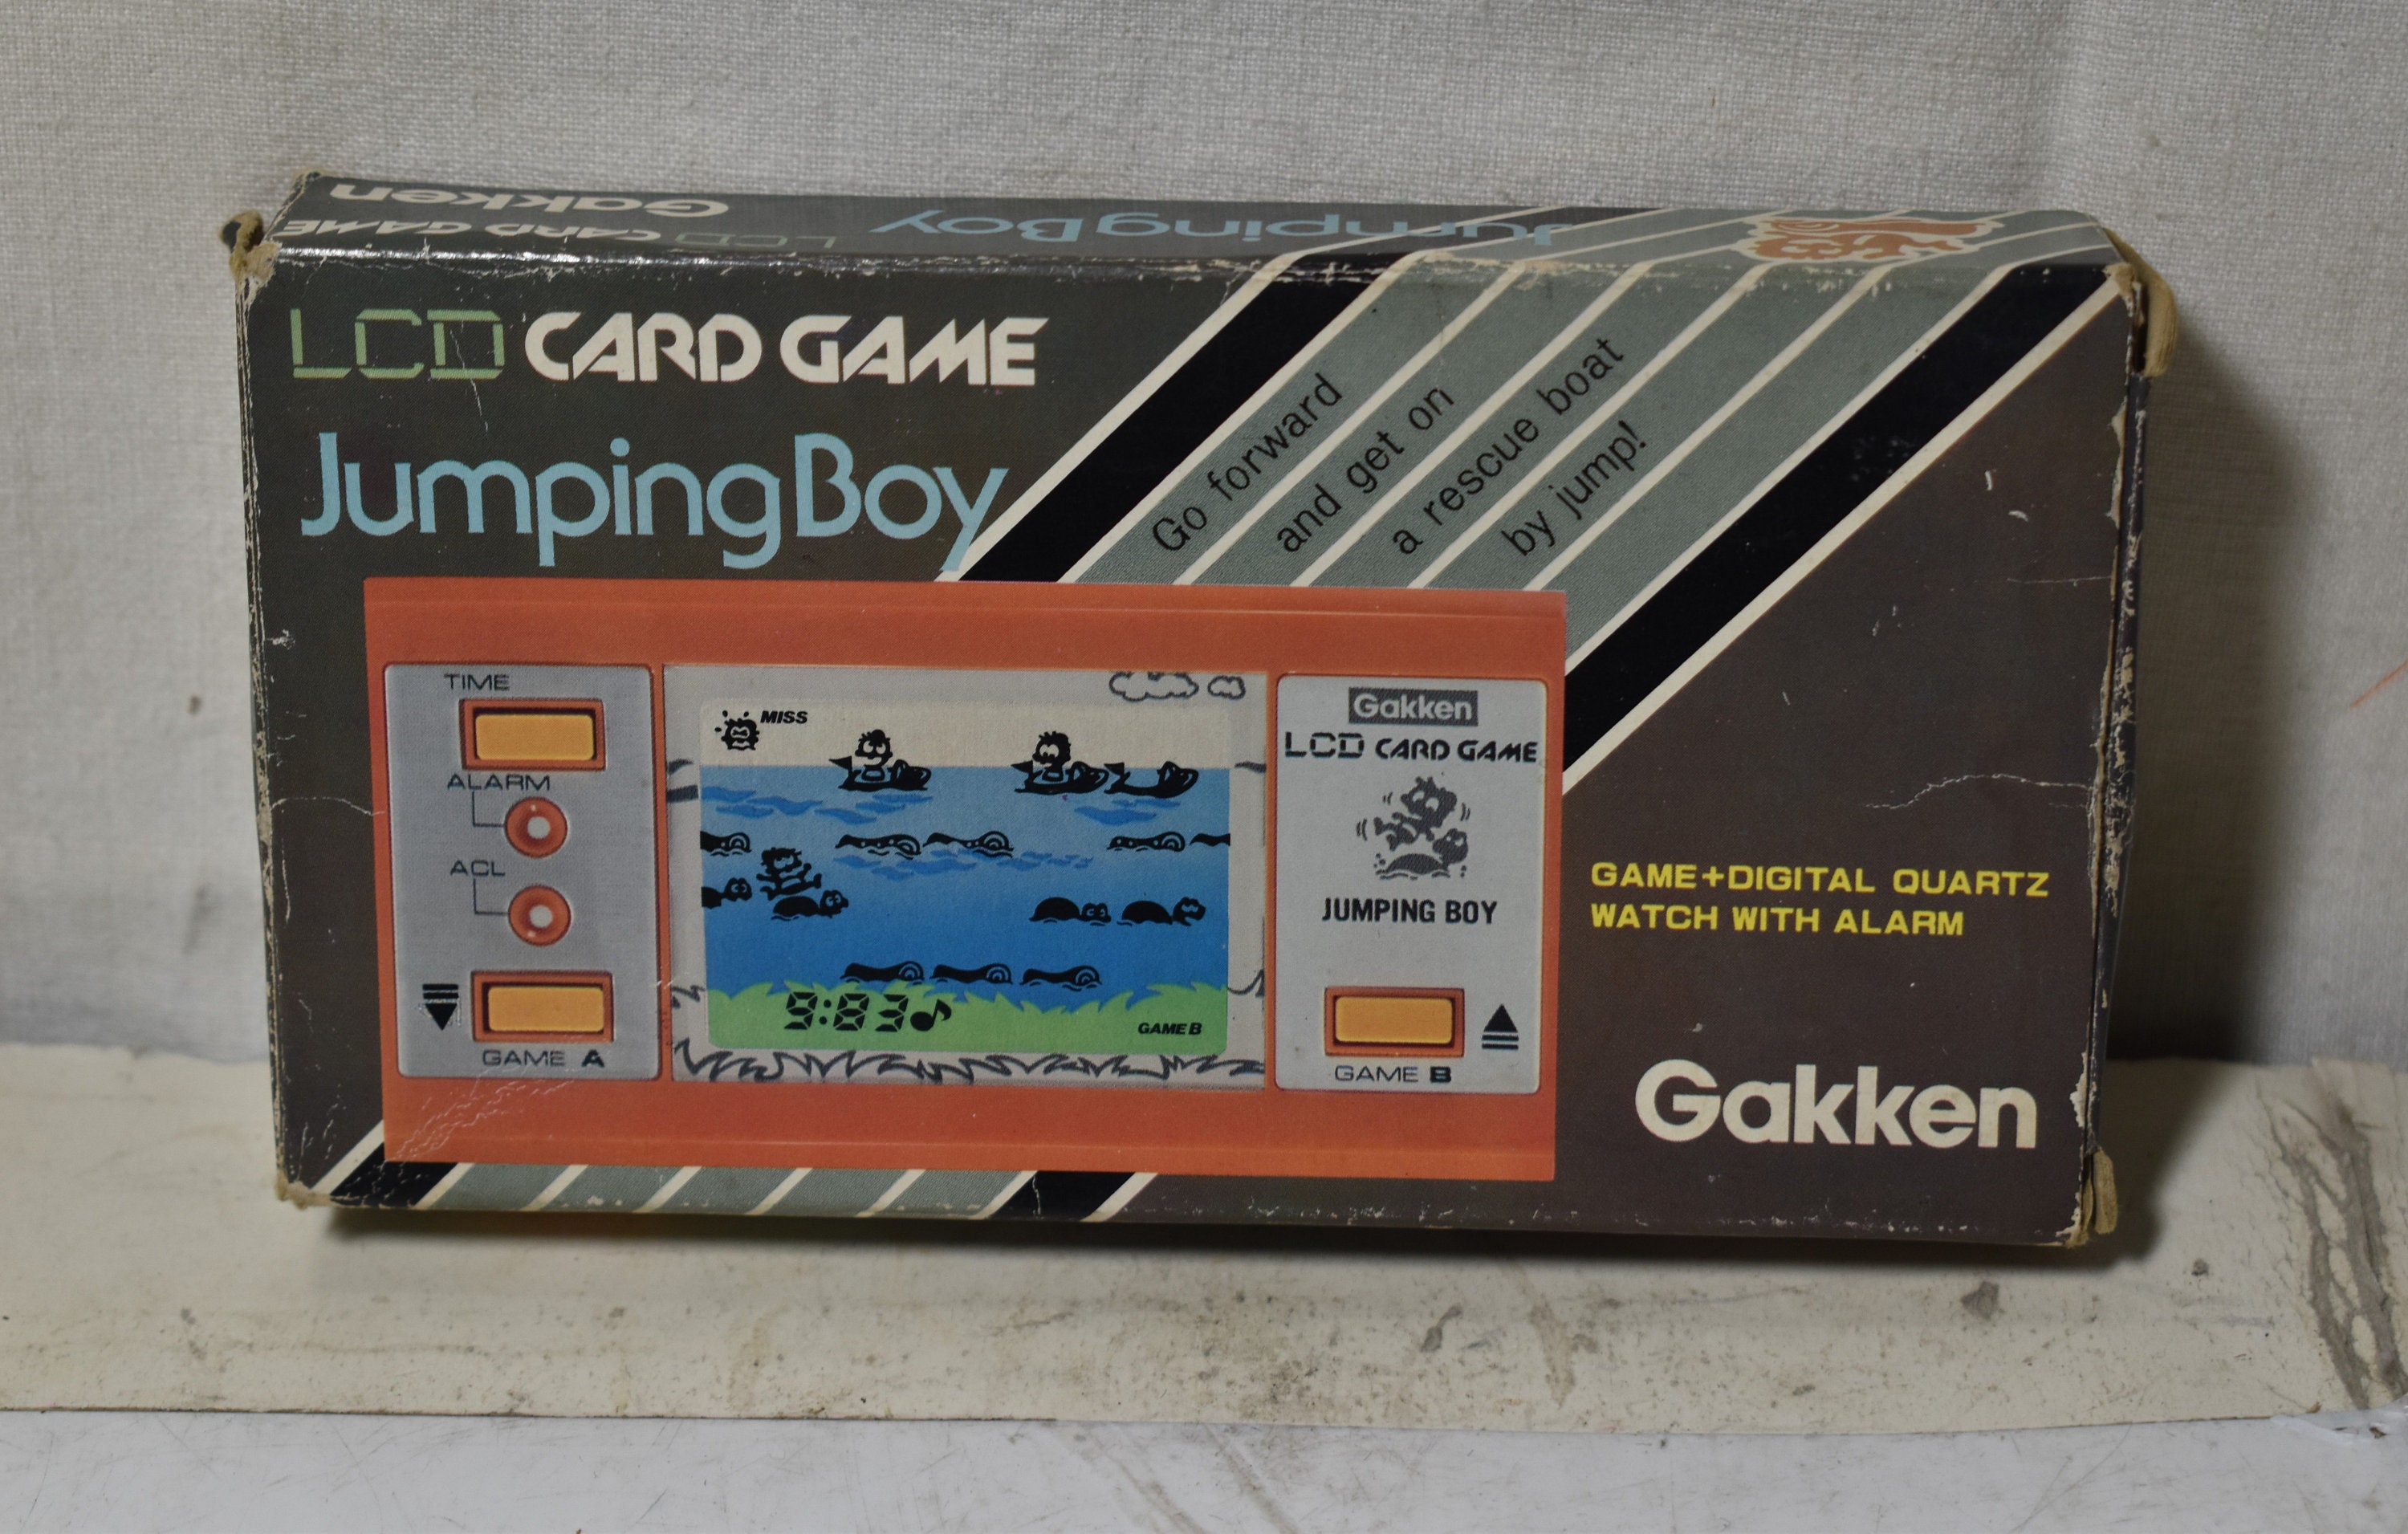 Gakken
LCD CARD GAME
Jumping Boy
LCD CARD GAME
Jumping Boy
Go forward
and get on
a rescue boat
by jump!
TIME
ALARM
ACL
GAME A
MISS
9:83
GAME B
Gakken
LCD CARD GAME
JUMPING BOY
GAME B
GAME+DIGITAL QUARTZ
WATCH WITH ALARM
Gakken